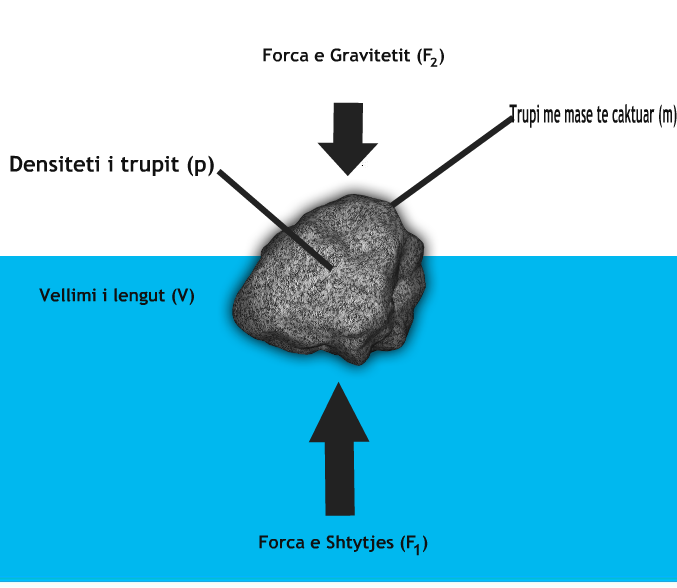 Forca e Gravitetit (F₂)
Trupi me mase te caktuar (m)
Densiteti i trupit (p)
Vellimi i lengut (V)
Forca e Shtytjes (F₁)